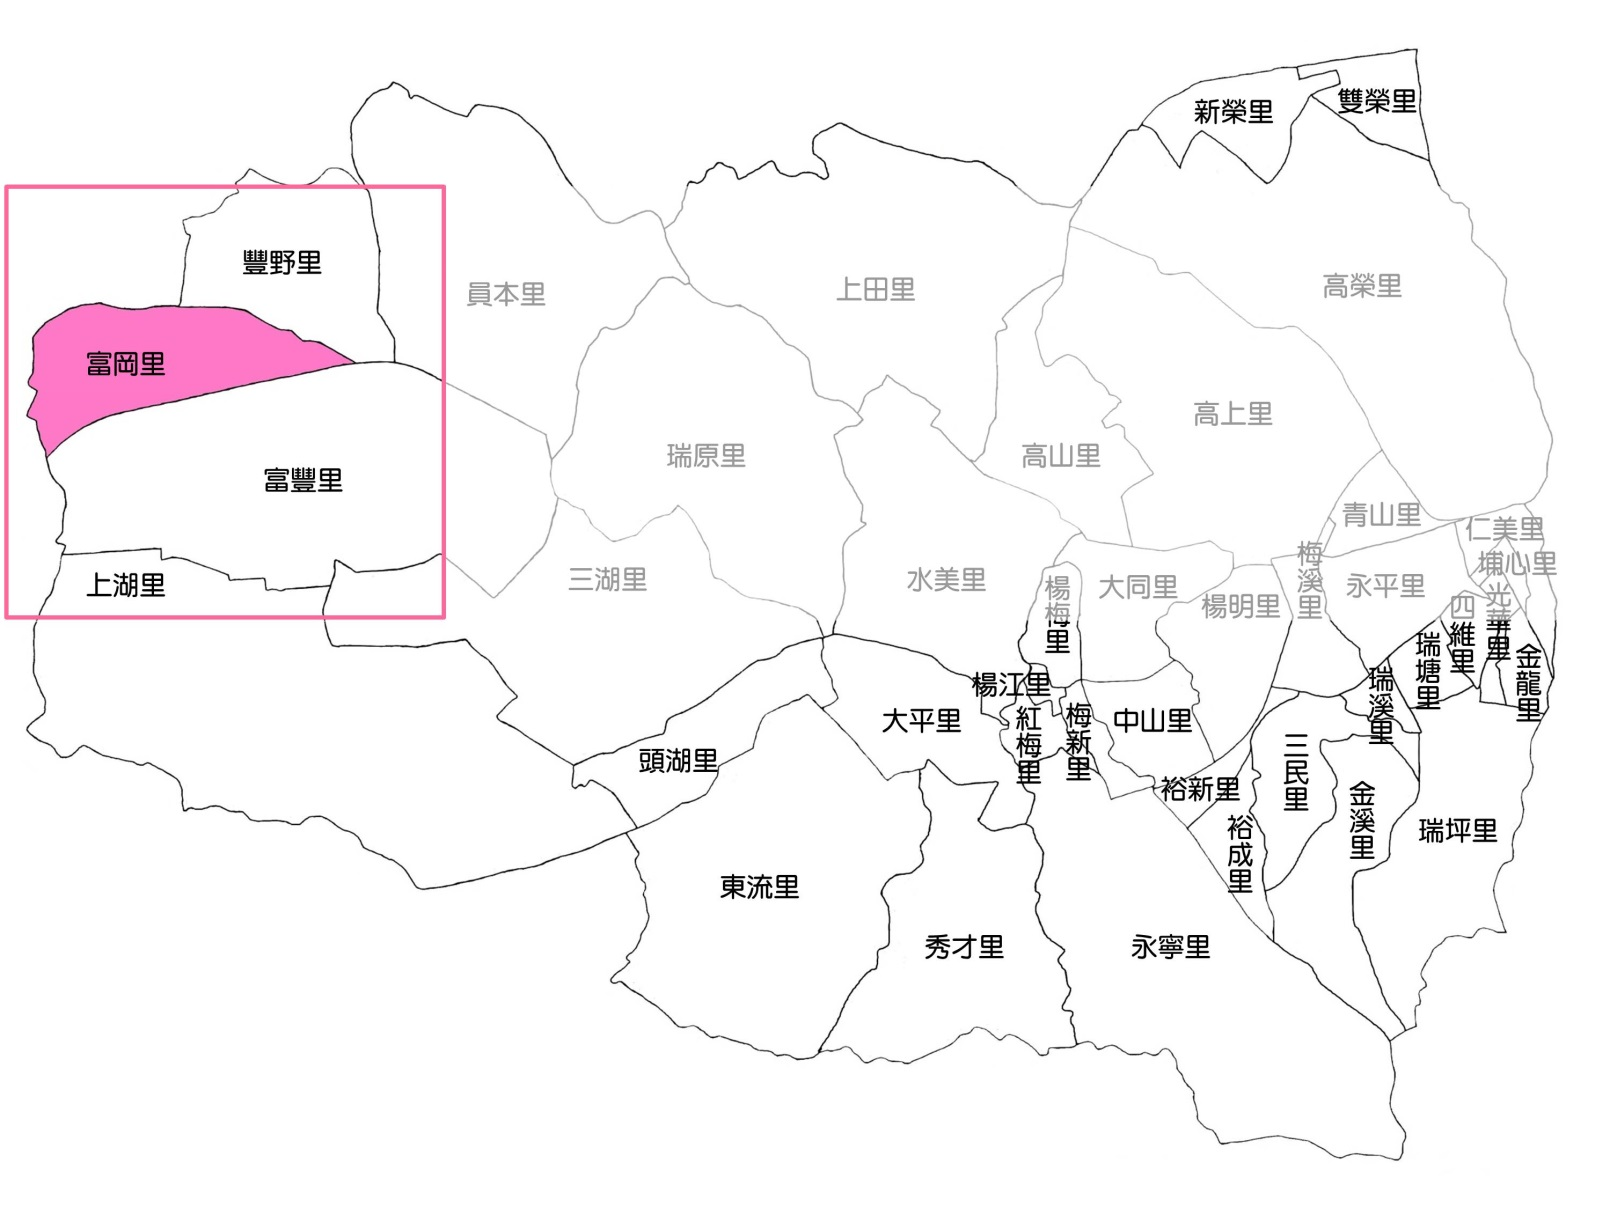 雙榮里
新榮里
豐野里
員本里
上田里
高榮里
富岡里
高上里
瑞原里
高山里
富豐里
青山里
仁美里
埔心里
上湖里
三湖里
水美里
楊梅里
大同里
楊明里
梅溪里
永平里
四維里
光華里
瑞塘里
金龍里
楊江里
瑞溪里
大平里
紅梅里
梅新里
中山里
頭湖里
三民里
裕新里
金溪里
瑞坪里
裕成里
東流里
秀才里
永寧里